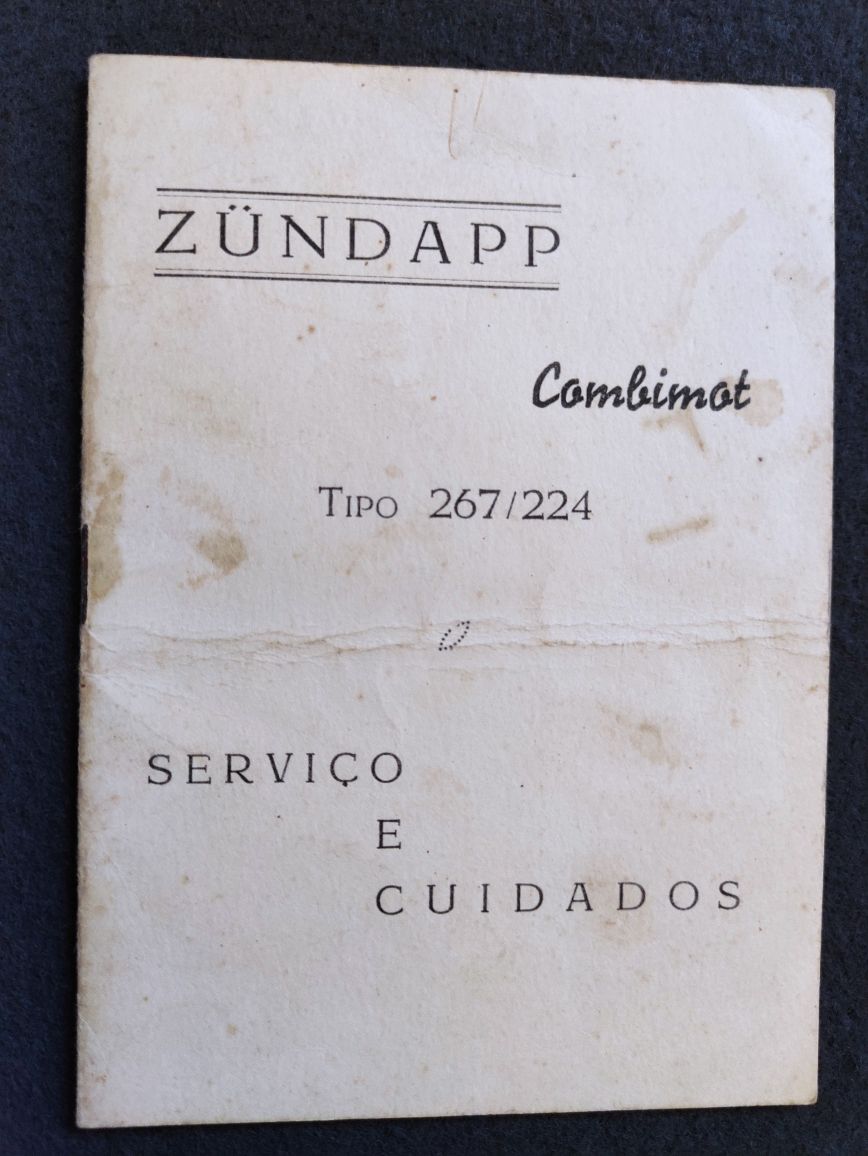 ZÜNDAPP
Combimot
TIPO 267/224
SERVIÇO
E
CUIDADOS